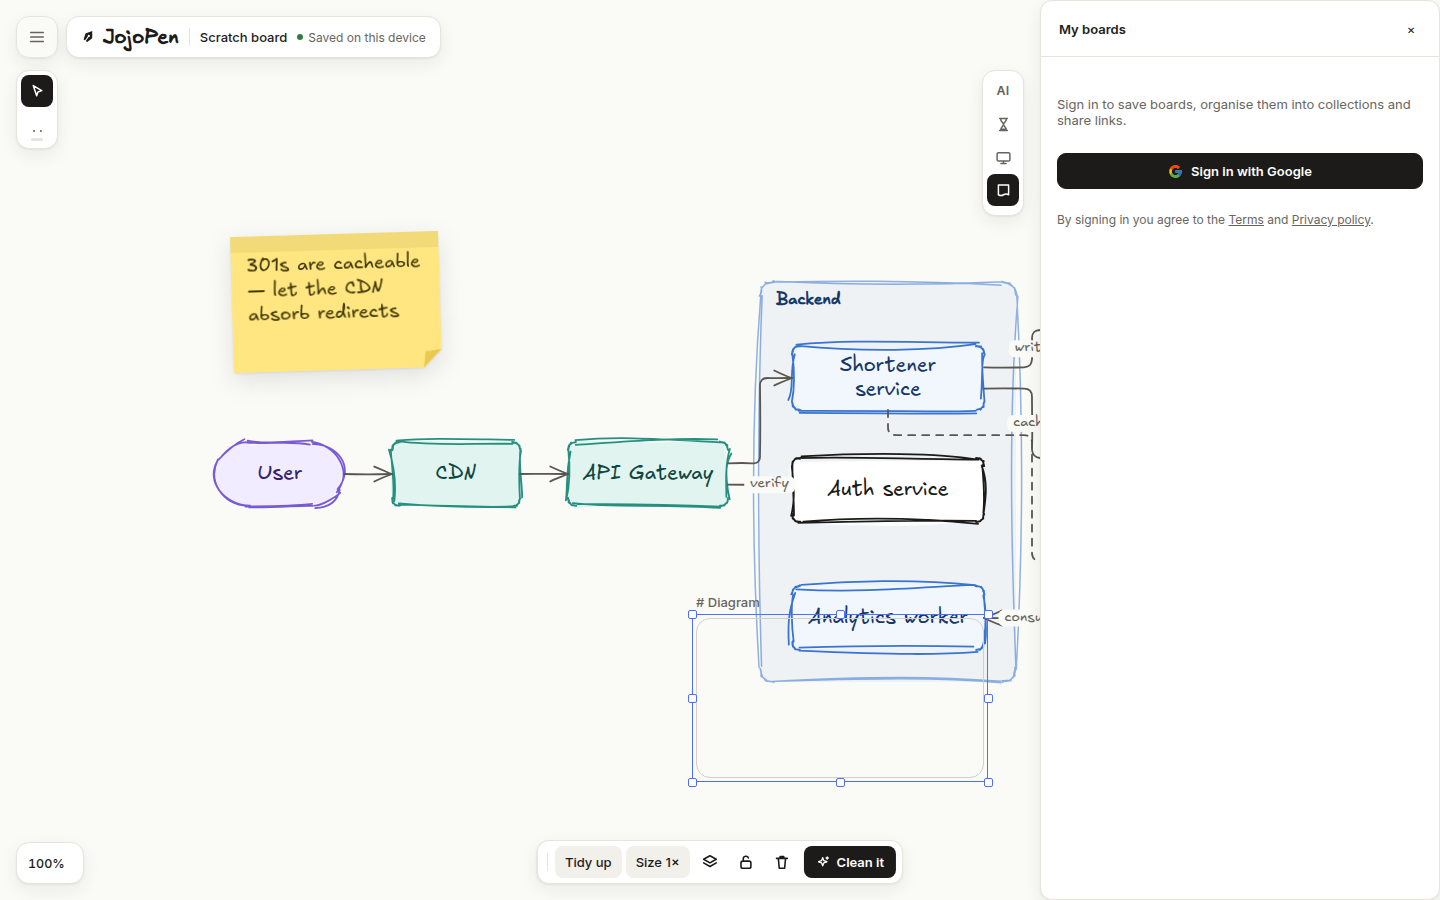 JojoPen
Scratch board
Saved on this device
My boards
×
Sign in to save boards, organise them into collections and
share links.
Sign in with Google
By signing in you agree to the Terms and Privacy policy.
AI
301s are cacheable
— let the CDN
absorb redirects
Backend
Shortener
service
User
CDN
API Gateway
verify
Auth service
# Diagram
Analytics worker
100%
Tidy up
Size 1×
Clean it